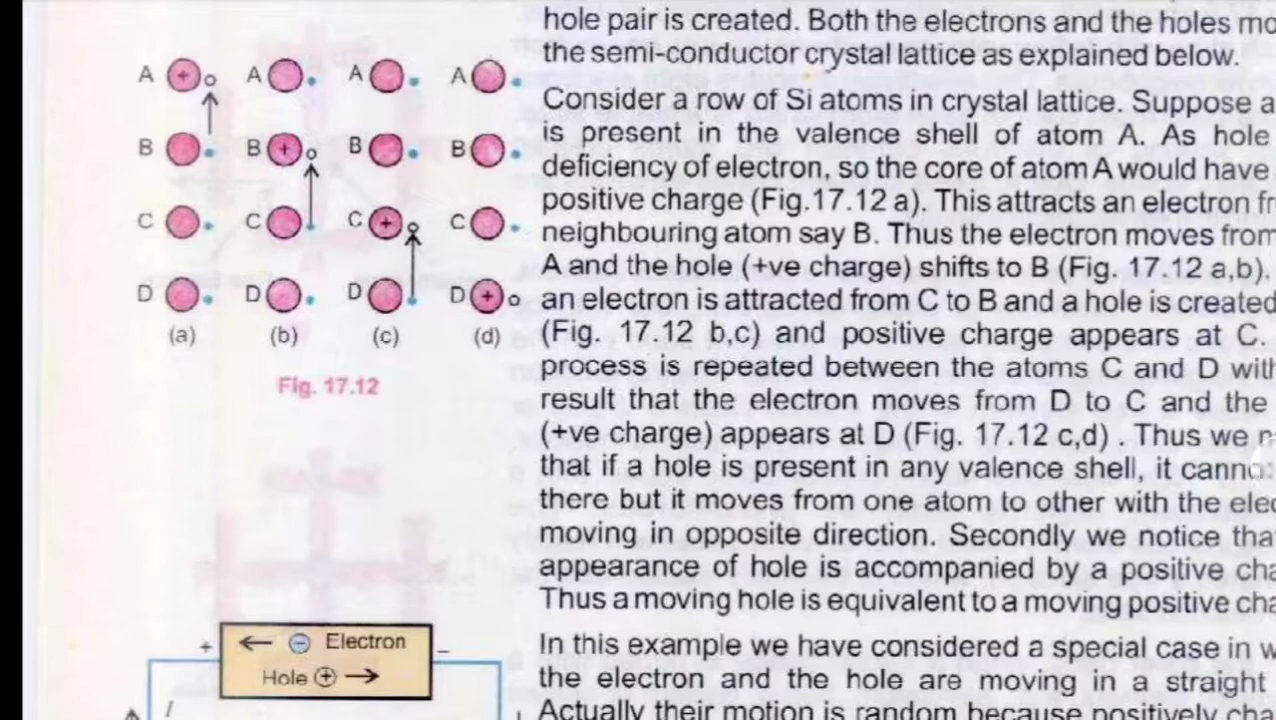 hole pair is created. Both the electrons and the holes
the semi-conductor crystal lattice as explained below.
Consider a row of Si atoms in crystal lattice. Suppose a
is present in the valence shell of atom A. As hole
deficiency of electron, so the core of atom A would have
positive charge (Fig.17.12 a). This attracts an electron
neighbouring atom say B. Thus the electron moves from
A and the hole (+ve charge) shifts to B (Fig. 17.12 a,b).
an electron is attracted from C to B and a hole is created
(Fig. 17.12 b,c) and positive charge appears at C.
process is repeated between the atoms C and D
result that the electron moves from D to C and the
(+ve charge) appears at D (Fig. 17.12 c,d) . Thus we
that if a hole is present in any valence shell, it
there but it moves from one atom to other with the
moving in opposite direction. Secondly we notice
appearance of hole is accompanied by a positive
Thus a moving hole is equivalent to a moving positive
In this example we have considered a special case in
the electron and the hole are moving in a straight
Actually their motion is random because positively
A + A A A
B B + B B
C C C + C
D D D D +
(a) (b) (c) (d)
Fig. 17.12
+ ← ⊖ Electron –
Hole ⊕ →
I